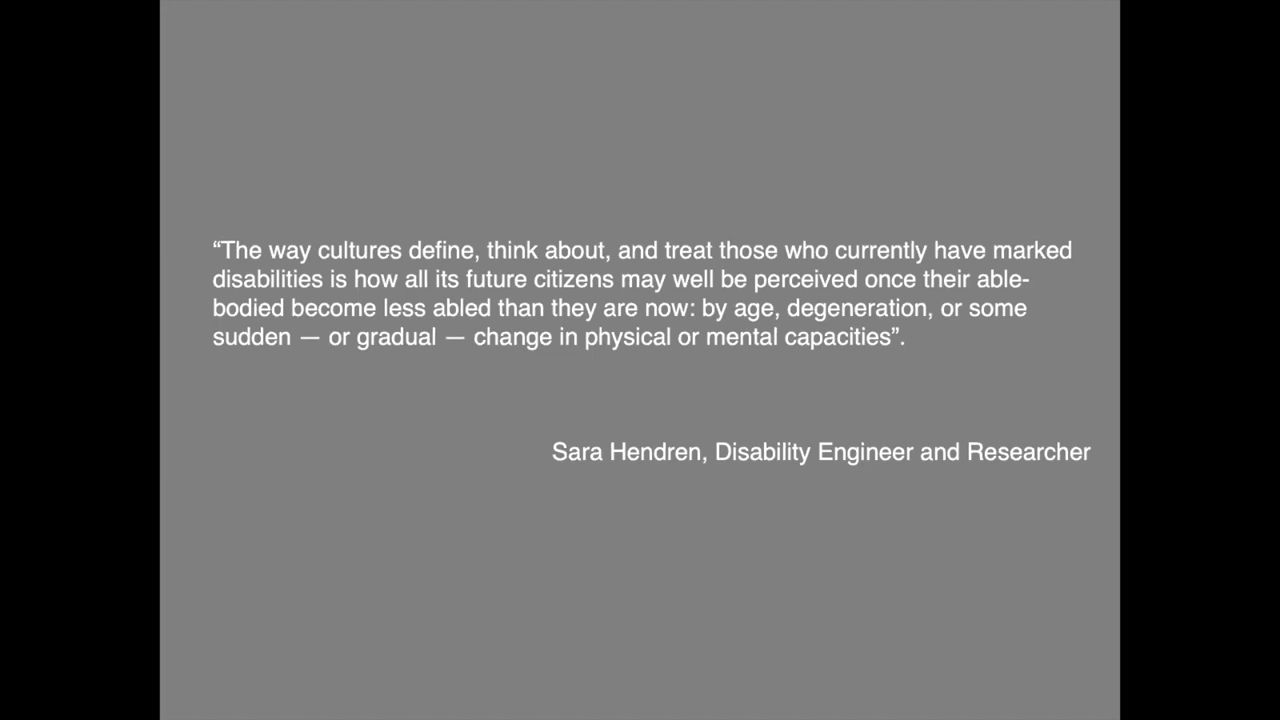 “The way cultures define, think about, and treat those who currently have marked
disabilities is how all its future citizens may well be perceived once their able-
bodied become less abled than they are now: by age, degeneration, or some
sudden — or gradual — change in physical or mental capacities”.
Sara Hendren, Disability Engineer and Researcher